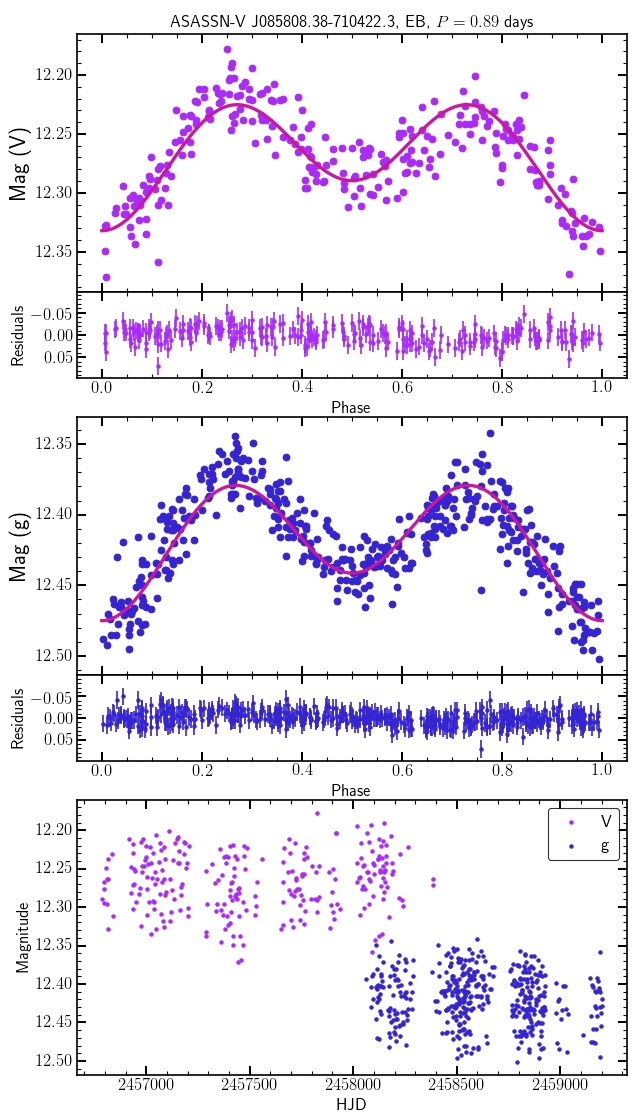 ASASSN-V J085808.38-710422.3, EB, P = 0.89 days
Mag (V)
12.20
12.25
12.30
12.35
Residuals
−0.05
0.00
0.05
0.0 0.2 0.4 0.6 0.8 1.0
Phase
Mag (g)
12.35
12.40
12.45
12.50
Residuals
−0.05
0.00
0.05
0.0 0.2 0.4 0.6 0.8 1.0
Phase
Magnitude
12.20
12.25
12.30
12.35
12.40
12.45
12.50
V
g
2457000 2457500 2458000 2458500 2459000
HJD